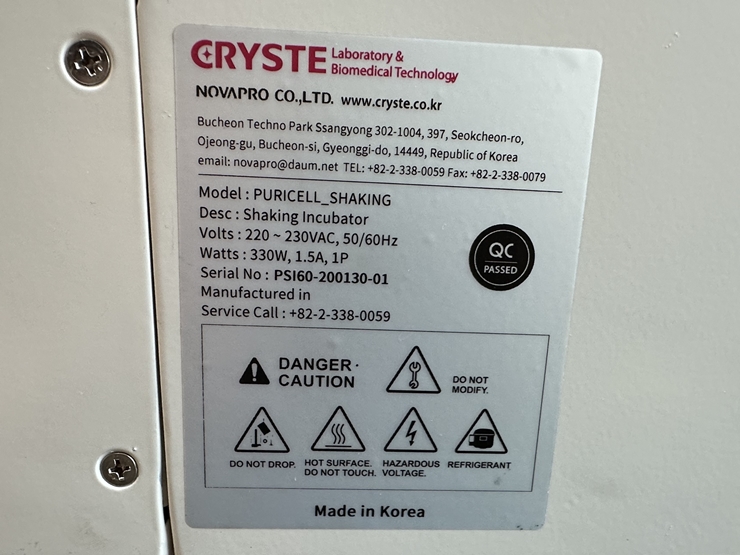 CRYSTE Laboratory &
Biomedical Technology
NOVAPRO CO.,LTD. www.cryste.co.kr
Bucheon Techno Park Ssangyong 302-1004, 397, Seokcheon-ro,
Ojeong-gu, Bucheon-si, Gyeonggi-do, 14449, Republic of Korea
email: novapro@daum.net TEL: +82-2-338-0059 Fax: +82-2-338-0079
Model : PURICELL_SHAKING
Desc : Shaking Incubator
Volts : 220 ~ 230VAC, 50/60Hz
Watts : 330W, 1.5A, 1P
Serial No : PSI60-200130-01
Manufactured in
Service Call : +82-2-338-0059
QC
PASSED
DANGER ·
CAUTION
DO NOT
MODIFY.
DO NOT DROP.
HOT SURFACE.
DO NOT TOUCH.
HAZARDOUS
VOLTAGE.
REFRIGERANT
Made in Korea